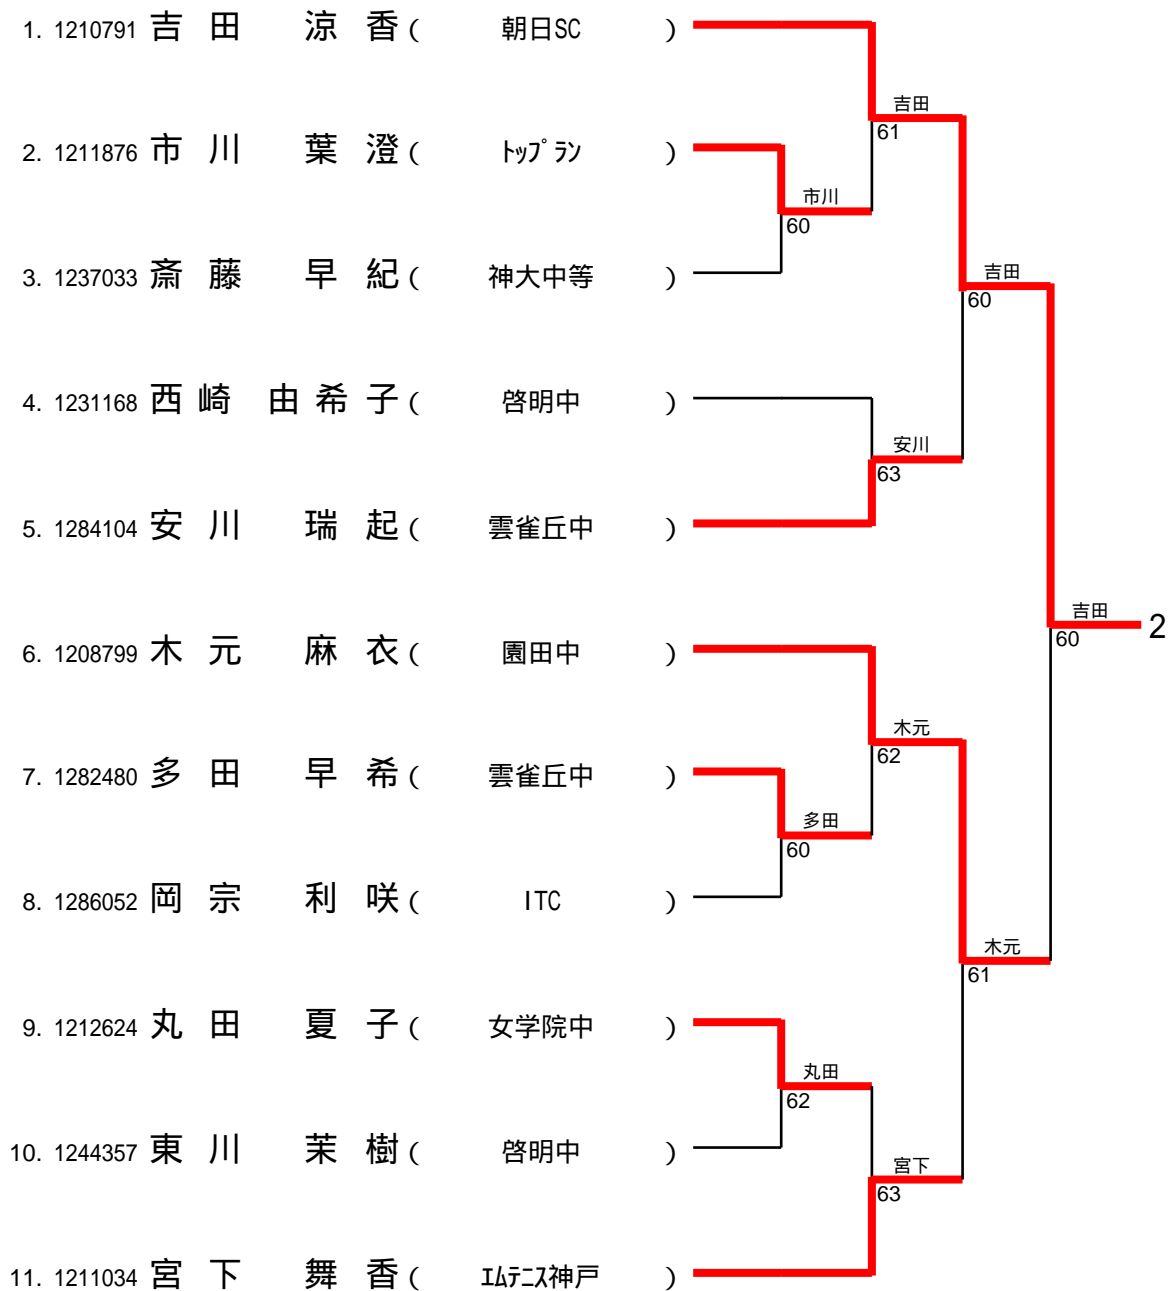 1. 1210791 吉田 涼香 ( 朝日SC )
吉田
61
2. 1211876 市川 葉澄 ( ﾄｯﾌﾟﾗﾝ )
市川
60
3. 1237033 斎藤 早紀 ( 神大中等 )
吉田
60
4. 1231168 西崎 由希子 ( 啓明中 )
安川
63
5. 1284104 安川 瑞起 ( 雲雀丘中 )
吉田
60
2
6. 1208799 木元 麻衣 ( 園田中 )
木元
62
7. 1282480 多田 早希 ( 雲雀丘中 )
多田
60
8. 1286052 岡宗 利咲 ( ITC )
木元
61
9. 1212624 丸田 夏子 ( 女学院中 )
丸田
62
10. 1244357 東川 茉樹 ( 啓明中 )
宮下
63
11. 1211034 宮下 舞香 ( ｴﾑﾃﾆｽ神戸 )